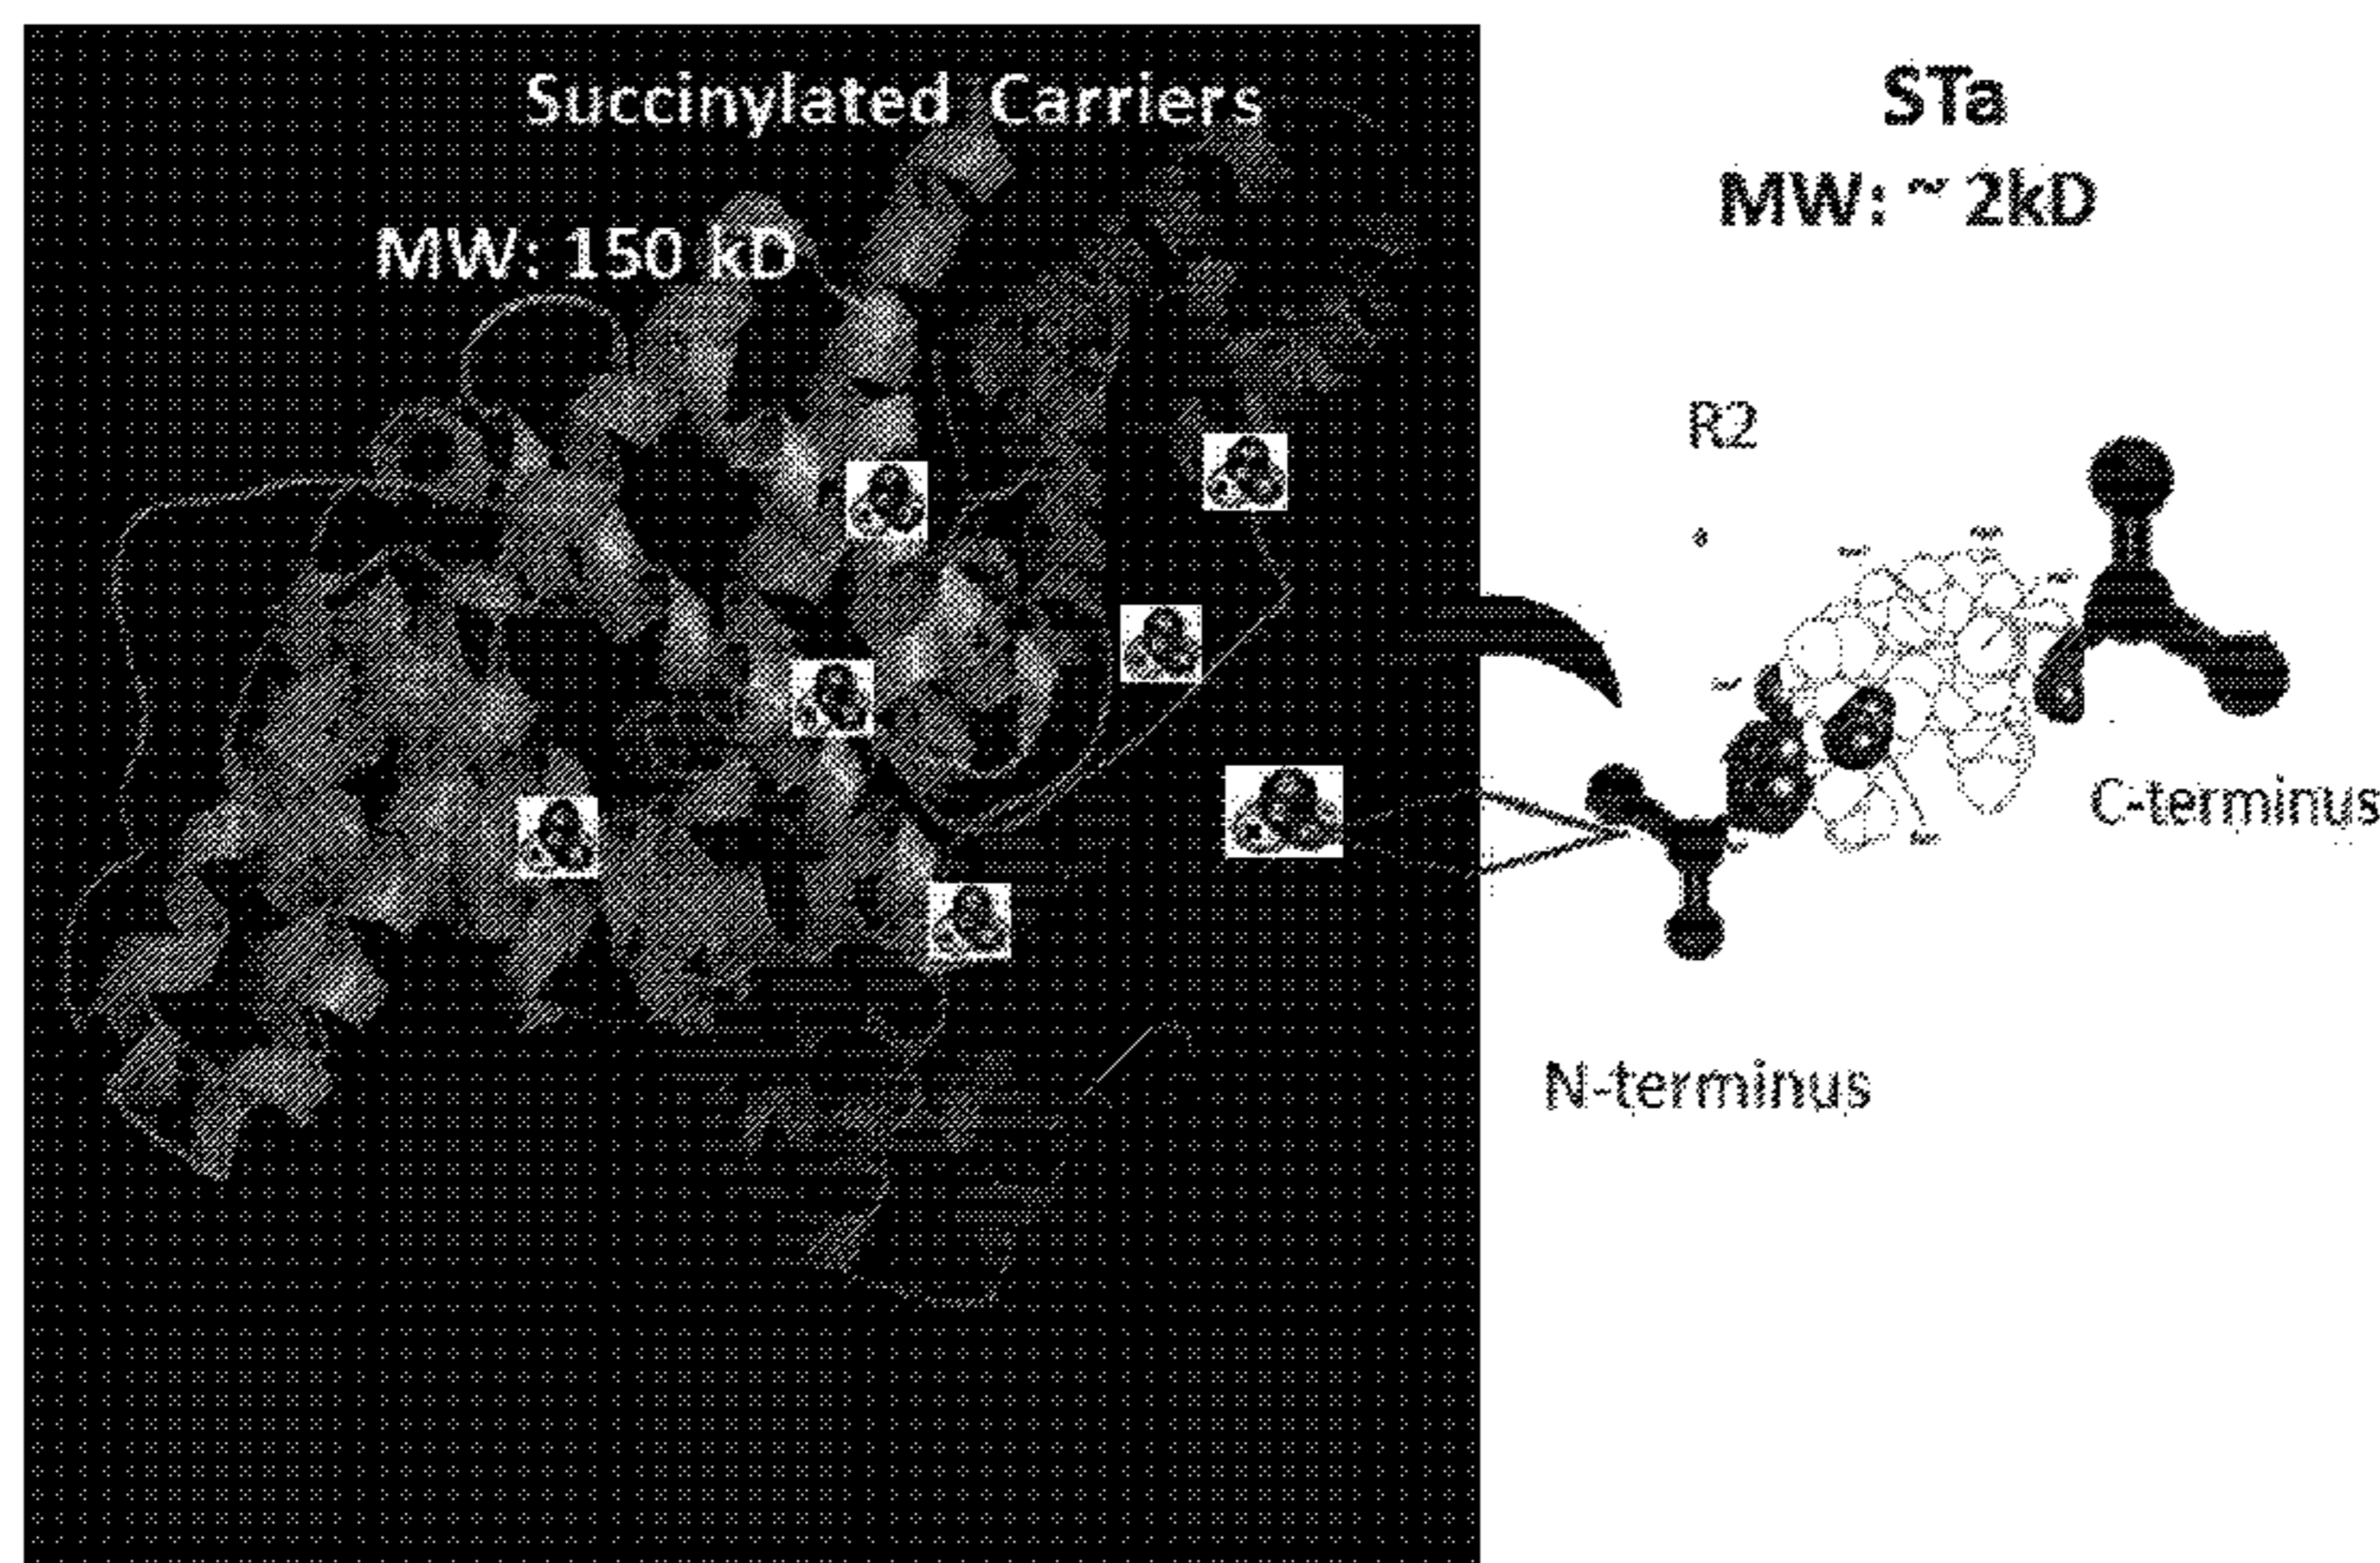 Succinylated Carriers
MW: 150 kD
STa
MW: ~ 2kD
R2
C-terminus
N-terminus